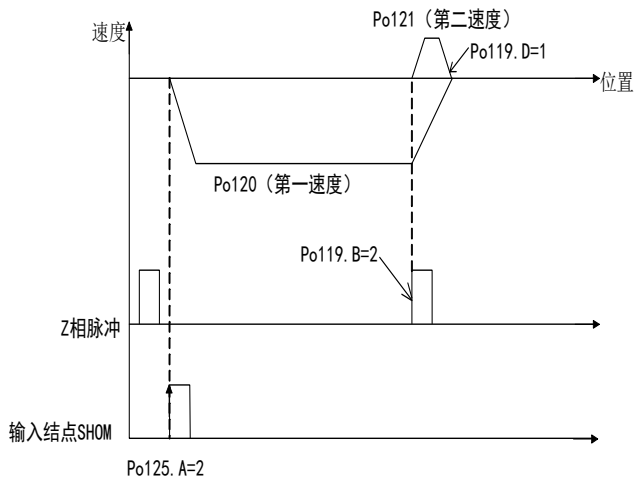 Po121（第二速度）
速度
Po119.D=1
位置
Po120（第一速度）
Po119.B=2
Z相脉冲
输入结点SHOM
Po125.A=2